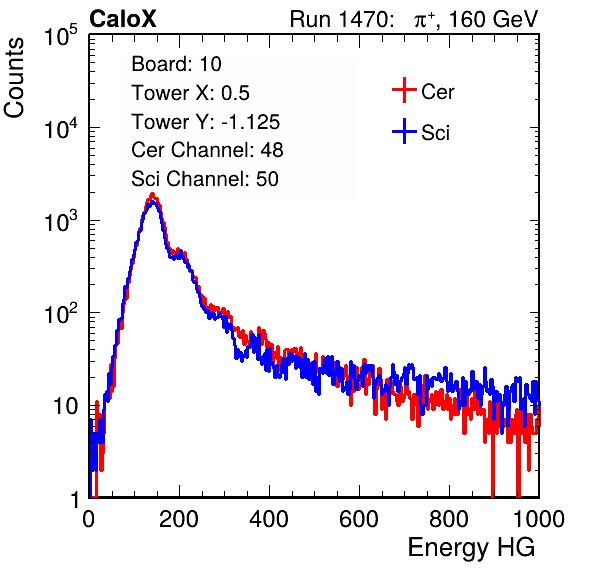 CaloX Run 1470: π⁺, 160 GeV
Counts
10⁵
10⁴
10³
10²
10
1
Board: 10
Tower X: 0.5
Tower Y: -1.125
Cer Channel: 48
Sci Channel: 50
Cer
Sci
0 200 400 600 800 1000
Energy HG